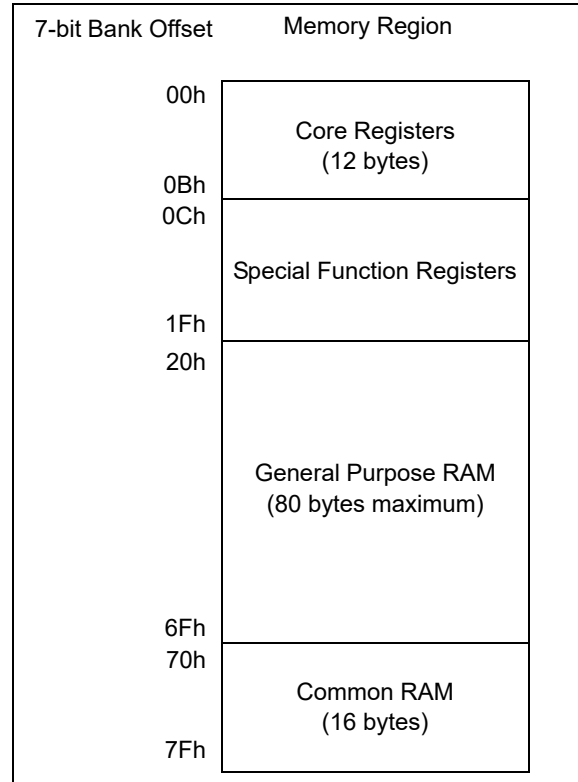 7-bit Bank Offset
Memory Region
00h
Core Registers
(12 bytes)
0Bh
0Ch
Special Function Registers
1Fh
20h
General Purpose RAM
(80 bytes maximum)
6Fh
70h
Common RAM
(16 bytes)
7Fh